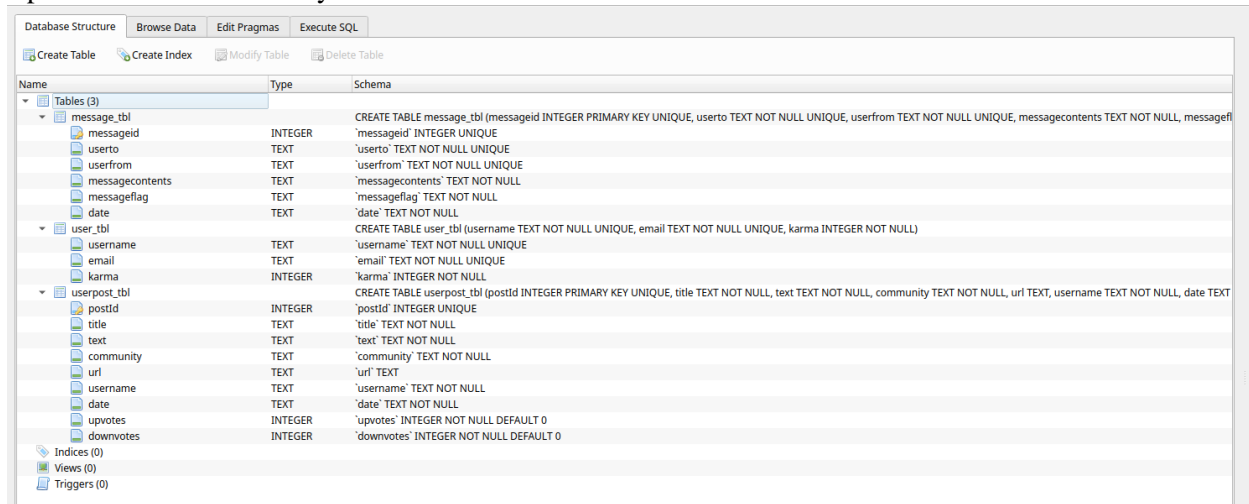 Database Structure Browse Data Edit Pragmas Execute SQL
Create Table Create Index Modify Table Delete Table
Name Type Schema
Tables (3)
message_tbl CREATE TABLE message_tbl (messageid INTEGER PRIMARY KEY UNIQUE, userto TEXT NOT NULL UNIQUE, userfrom TEXT NOT NULL UNIQUE, messagecontents TEXT NOT NULL, messagefl
messageid INTEGER `messageid` INTEGER UNIQUE
userto TEXT `userto` TEXT NOT NULL UNIQUE
userfrom TEXT `userfrom` TEXT NOT NULL UNIQUE
messagecontents TEXT `messagecontents` TEXT NOT NULL
messageflag TEXT `messageflag` TEXT NOT NULL
date TEXT `date` TEXT NOT NULL
user_tbl CREATE TABLE user_tbl (username TEXT NOT NULL UNIQUE, email TEXT NOT NULL UNIQUE, karma INTEGER NOT NULL)
username TEXT `username` TEXT NOT NULL UNIQUE
email TEXT `email` TEXT NOT NULL UNIQUE
karma INTEGER `karma` INTEGER NOT NULL
userpost_tbl CREATE TABLE userpost_tbl (postId INTEGER PRIMARY KEY UNIQUE, title TEXT NOT NULL, text TEXT NOT NULL, community TEXT NOT NULL, url TEXT, username TEXT NOT NULL, date TEXT
postId INTEGER `postId` INTEGER UNIQUE
title TEXT `title` TEXT NOT NULL
text TEXT `text` TEXT NOT NULL
community TEXT `community` TEXT NOT NULL
url TEXT `url` TEXT
username TEXT `username` TEXT NOT NULL
date TEXT `date` TEXT NOT NULL
upvotes INTEGER `upvotes` INTEGER NOT NULL DEFAULT 0
downvotes INTEGER `downvotes` INTEGER NOT NULL DEFAULT 0
Indices (0)
Views (0)
Triggers (0)